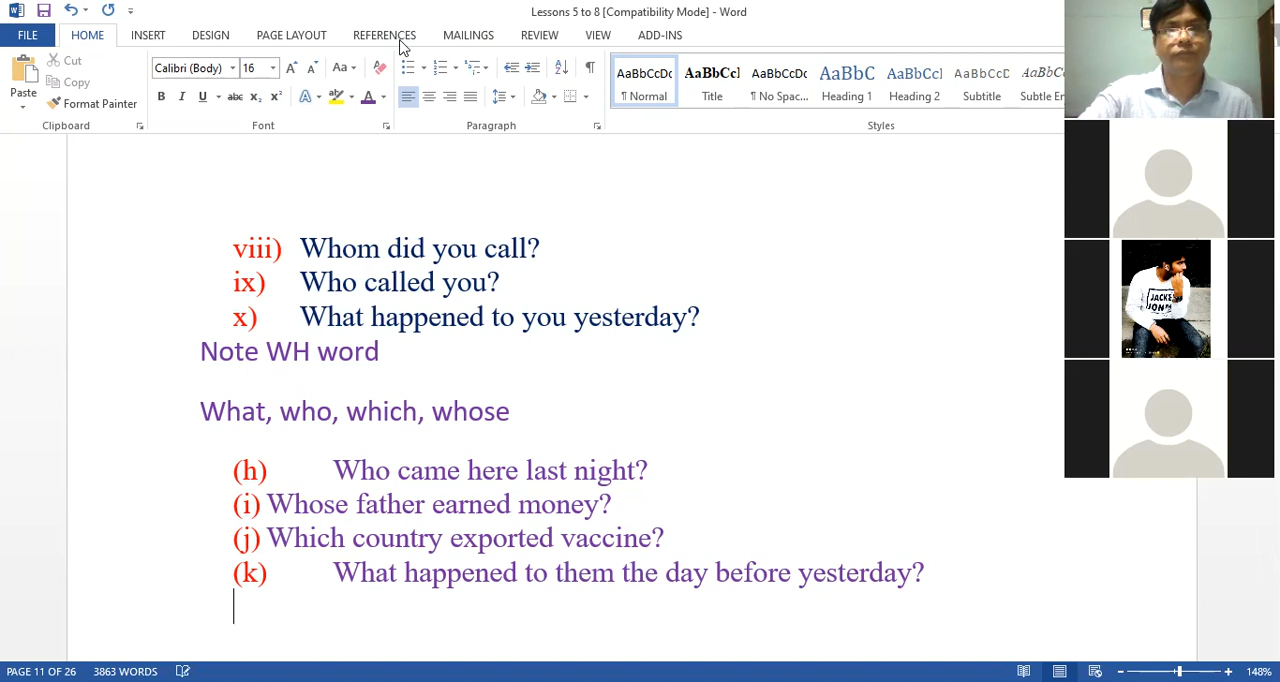 Lessons 5 to 8 [Compatibility Mode] - Word
FILE HOME INSERT DESIGN PAGE LAYOUT REFERENCES MAILINGS REVIEW VIEW ADD-INS
Paste
Cut
Copy
Format Painter
Calibri (Body) 16
AaBbCcDc AaBbCcl AaBbCcDc AaBbC AaBbCcl AaBbCcD AaBbCcD
¶ Normal Title ¶ No Spac... Heading 1 Heading 2 Subtitle Subtle Em
Clipboard Font Paragraph Styles
viii) Whom did you call?
ix) Who called you?
x) What happened to you yesterday?
Note WH word
What, who, which, whose
(h) Who came here last night?
(i) Whose father earned money?
(j) Which country exported vaccine?
(k) What happened to them the day before yesterday?
JACK
JON
PAGE 11 OF 26 3863 WORDS 148%